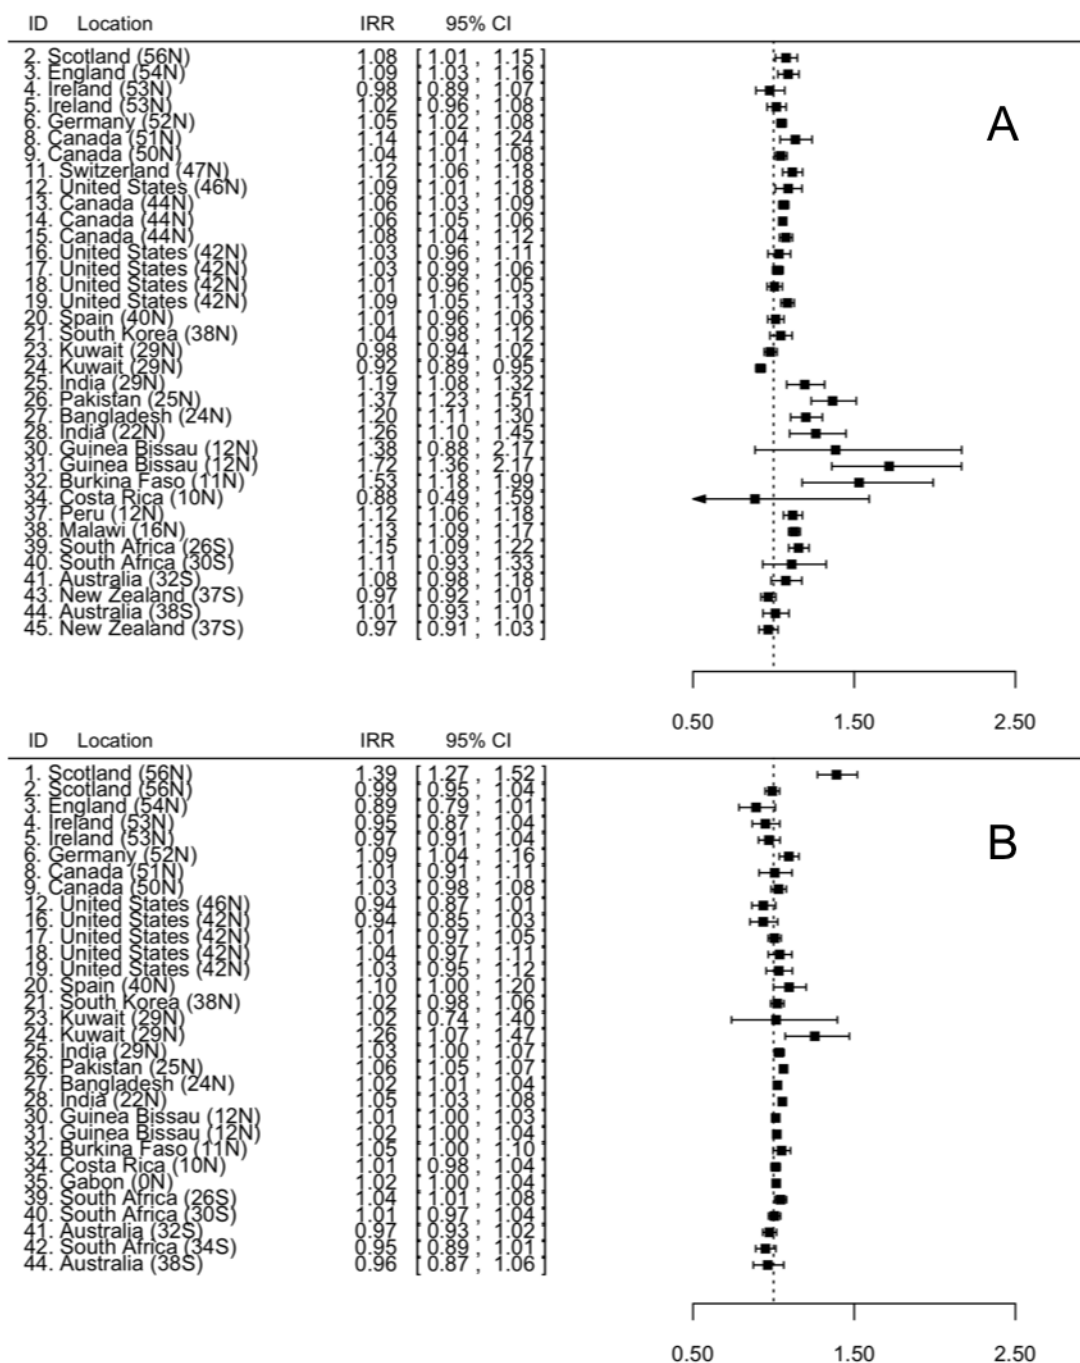 ID Location IRR 95% CI
2. Scotland (56N) 1.08 [ 1.01 , 1.15 ]
3. England (54N) 1.09 [ 1.03 , 1.16 ]
4. Ireland (53N) 0.98 [ 0.89 , 1.07 ]
5. Ireland (53N) 1.02 [ 0.96 , 1.08 ]
6. Germany (52N) 1.05 [ 1.02 , 1.08 ]
8. Canada (51N) 1.14 [ 1.04 , 1.24 ]
9. Canada (50N) 1.04 [ 1.01 , 1.08 ]
11. Switzerland (47N) 1.12 [ 1.06 , 1.18 ]
12. United States (46N) 1.09 [ 1.01 , 1.18 ]
13. Canada (44N) 1.06 [ 1.03 , 1.09 ]
14. Canada (44N) 1.06 [ 1.05 , 1.06 ]
15. Canada (44N) 1.08 [ 1.04 , 1.12 ]
16. United States (42N) 1.03 [ 0.96 , 1.11 ]
17. United States (42N) 1.03 [ 0.99 , 1.06 ]
18. United States (42N) 1.01 [ 0.96 , 1.05 ]
19. United States (42N) 1.09 [ 1.05 , 1.13 ]
20. Spain (40N) 1.01 [ 0.96 , 1.06 ]
21. South Korea (38N) 1.04 [ 0.98 , 1.12 ]
23. Kuwait (29N) 0.98 [ 0.94 , 1.02 ]
24. Kuwait (29N) 0.92 [ 0.89 , 0.95 ]
25. India (29N) 1.19 [ 1.08 , 1.32 ]
26. Pakistan (25N) 1.37 [ 1.23 , 1.51 ]
27. Bangladesh (24N) 1.20 [ 1.11 , 1.30 ]
28. India (22N) 1.26 [ 1.10 , 1.45 ]
30. Guinea Bissau (12N) 1.38 [ 0.88 , 2.17 ]
31. Guinea Bissau (12N) 1.72 [ 1.36 , 2.17 ]
32. Burkina Faso (11N) 1.53 [ 1.18 , 1.99 ]
34. Costa Rica (10N) 0.88 [ 0.49 , 1.59 ]
37. Peru (12N) 1.12 [ 1.06 , 1.18 ]
38. Malawi (16N) 1.13 [ 1.09 , 1.17 ]
39. South Africa (26S) 1.15 [ 1.09 , 1.22 ]
40. South Africa (30S) 1.11 [ 0.93 , 1.33 ]
41. Australia (32S) 1.08 [ 0.98 , 1.18 ]
43. New Zealand (37S) 0.97 [ 0.92 , 1.01 ]
44. Australia (38S) 1.01 [ 0.93 , 1.10 ]
45. New Zealand (37S) 0.97 [ 0.91 , 1.03 ]
A
0.50 1.50 2.50
ID Location IRR 95% CI
1. Scotland (56N) 1.39 [ 1.27 , 1.52 ]
2. Scotland (56N) 0.99 [ 0.95 , 1.04 ]
3. England (54N) 0.89 [ 0.79 , 1.01 ]
4. Ireland (53N) 0.95 [ 0.87 , 1.04 ]
5. Ireland (53N) 0.97 [ 0.91 , 1.04 ]
6. Germany (52N) 1.09 [ 1.04 , 1.16 ]
8. Canada (51N) 1.01 [ 0.91 , 1.11 ]
9. Canada (50N) 1.03 [ 0.98 , 1.08 ]
12. United States (46N) 0.94 [ 0.87 , 1.01 ]
16. United States (42N) 0.94 [ 0.85 , 1.03 ]
17. United States (42N) 1.01 [ 0.97 , 1.05 ]
18. United States (42N) 1.04 [ 0.97 , 1.11 ]
19. United States (42N) 1.03 [ 0.95 , 1.12 ]
20. Spain (40N) 1.10 [ 1.00 , 1.20 ]
21. South Korea (38N) 1.02 [ 0.98 , 1.06 ]
23. Kuwait (29N) 1.02 [ 0.74 , 1.40 ]
24. Kuwait (29N) 1.26 [ 1.07 , 1.47 ]
25. India (29N) 1.03 [ 1.00 , 1.07 ]
26. Pakistan (25N) 1.06 [ 1.05 , 1.07 ]
27. Bangladesh (24N) 1.02 [ 1.01 , 1.04 ]
28. India (22N) 1.05 [ 1.03 , 1.08 ]
30. Guinea Bissau (12N) 1.01 [ 1.00 , 1.03 ]
31. Guinea Bissau (12N) 1.02 [ 1.00 , 1.04 ]
32. Burkina Faso (11N) 1.05 [ 1.00 , 1.10 ]
34. Costa Rica (10N) 1.01 [ 0.98 , 1.04 ]
35. Gabon (0N) 1.02 [ 1.00 , 1.04 ]
39. South Africa (26S) 1.04 [ 1.01 , 1.08 ]
40. South Africa (30S) 1.01 [ 0.97 , 1.04 ]
41. Australia (32S) 0.97 [ 0.93 , 1.02 ]
42. South Africa (34S) 0.95 [ 0.89 , 1.01 ]
44. Australia (38S) 0.96 [ 0.87 , 1.06 ]
B
0.50 1.50 2.50